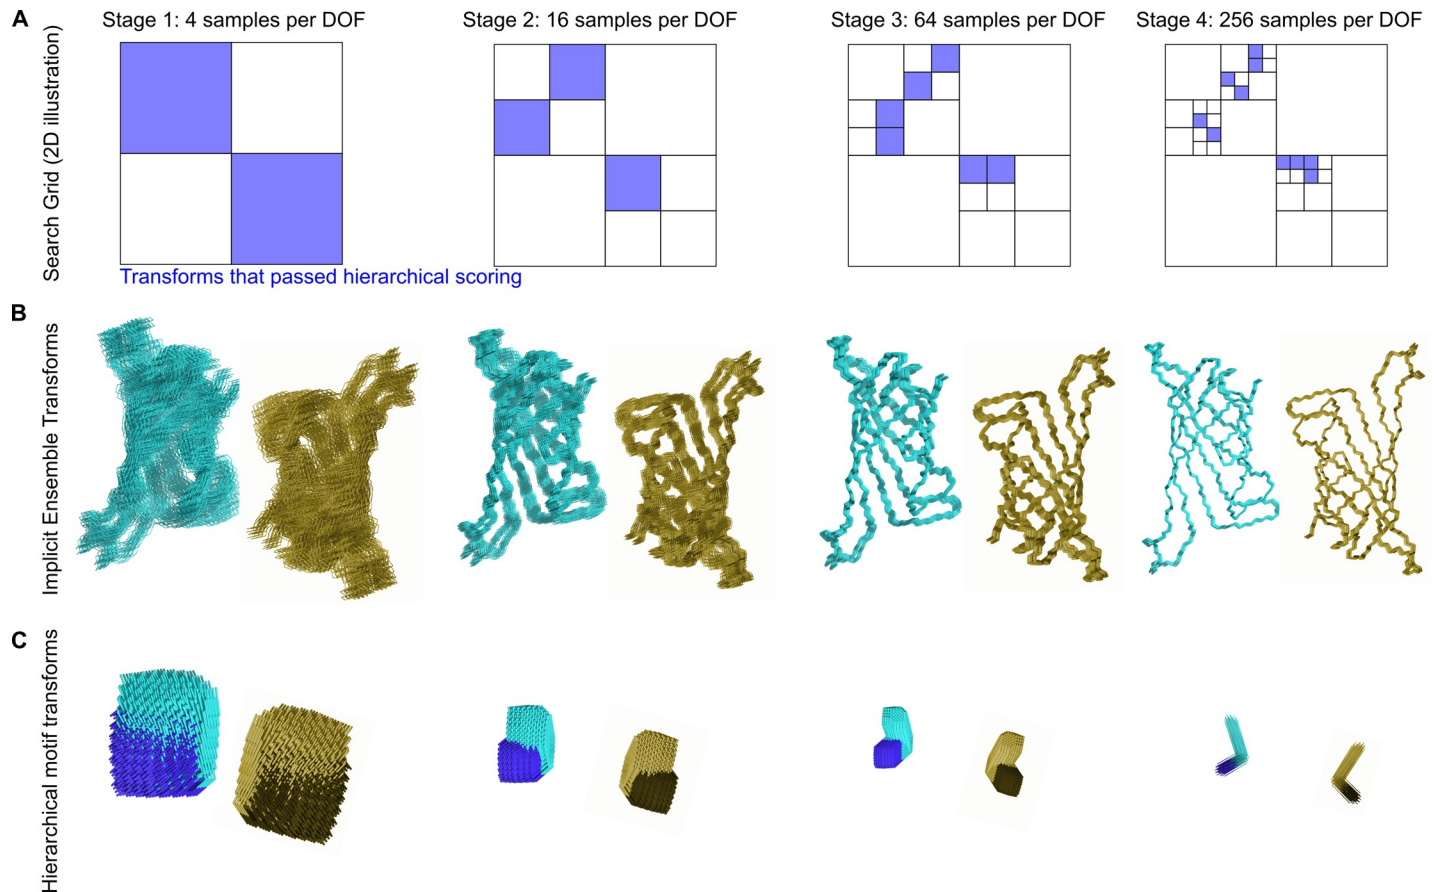 A
Stage 1: 4 samples per DOF
Stage 2: 16 samples per DOF
Stage 3: 64 samples per DOF
Stage 4: 256 samples per DOF
Search Grid (2D illustration)
Transforms that passed hierarchical scoring
B
Implicit Ensemble Transforms
C
Hierarchical motif transforms